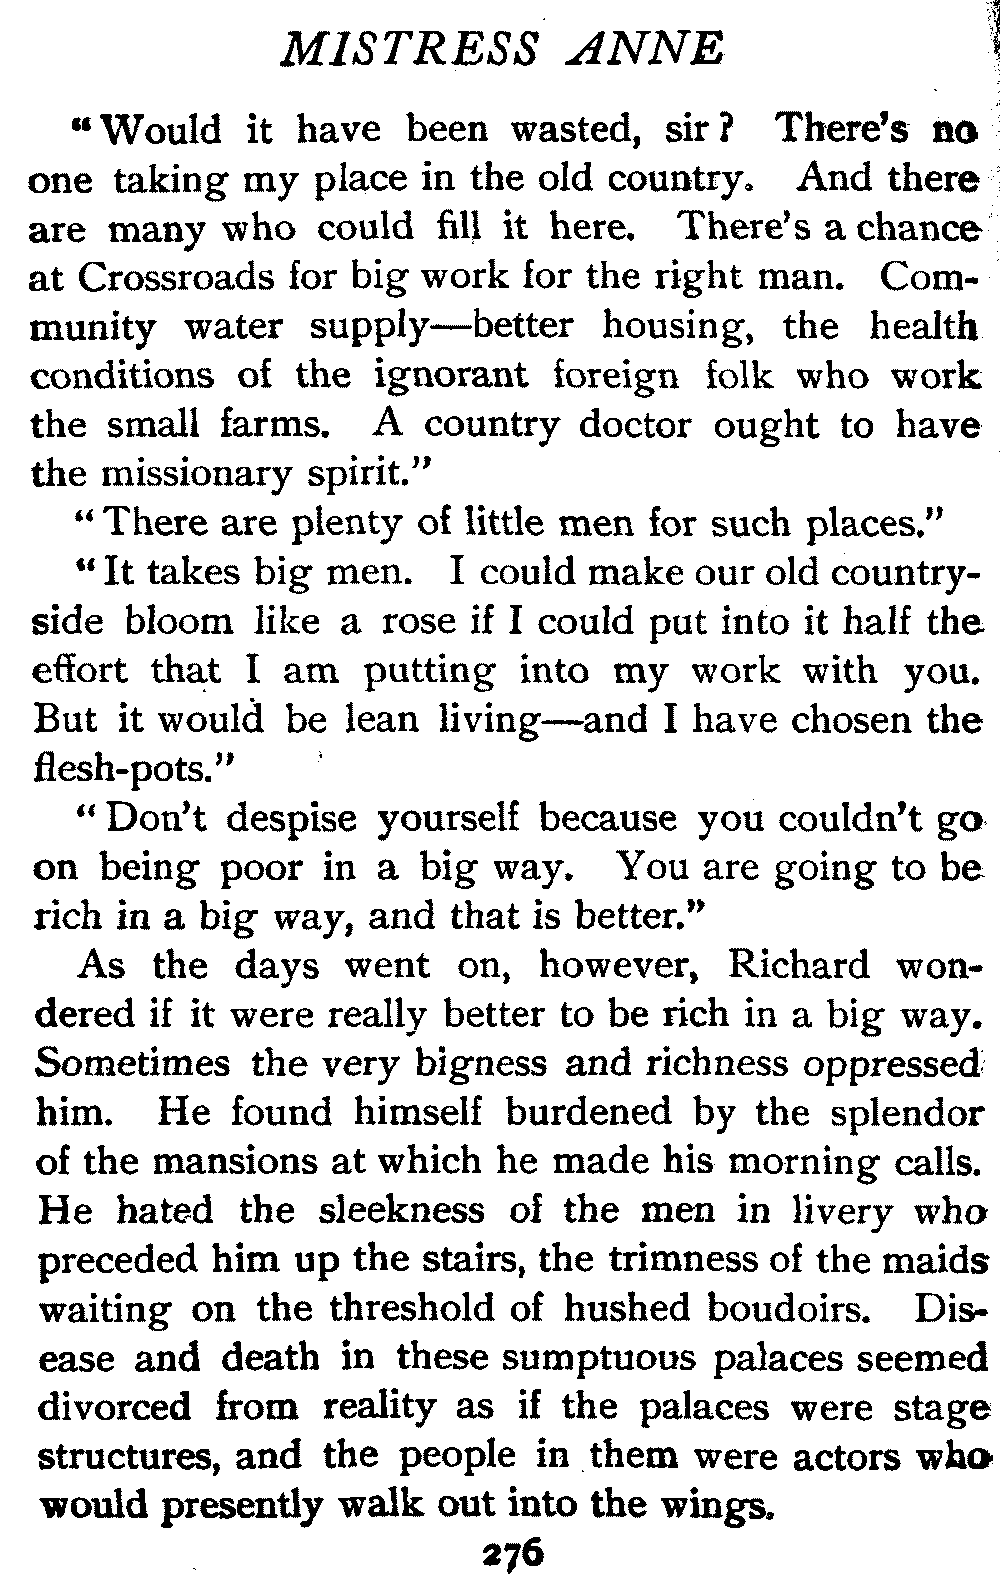 MISTRESS ANNE
"Would it have been wasted, sir? There's no
one taking my place in the old country. And there
are many who could fill it here. There's a chance
at Crossroads for big work for the right man. Com-
munity water supply—better housing, the health
conditions of the ignorant foreign folk who work
the small farms. A country doctor ought to have
the missionary spirit."
"There are plenty of little men for such places."
"It takes big men. I could make our old country-
side bloom like a rose if I could put into it half the
effort that I am putting into my work with you.
But it would be lean living—and I have chosen the
flesh-pots."
"Don't despise yourself because you couldn't go
on being poor in a big way. You are going to be
rich in a big way, and that is better."
As the days went on, however, Richard won-
dered if it were really better to be rich in a big way.
Sometimes the very bigness and richness oppressed
him. He found himself burdened by the splendor
of the mansions at which he made his morning calls.
He hated the sleekness of the men in livery who
preceded him up the stairs, the trimness of the maids
waiting on the threshold of hushed boudoirs. Dis-
ease and death in these sumptuous palaces seemed
divorced from reality as if the palaces were stage
structures, and the people in them were actors who
would presently walk out into the wings.
276